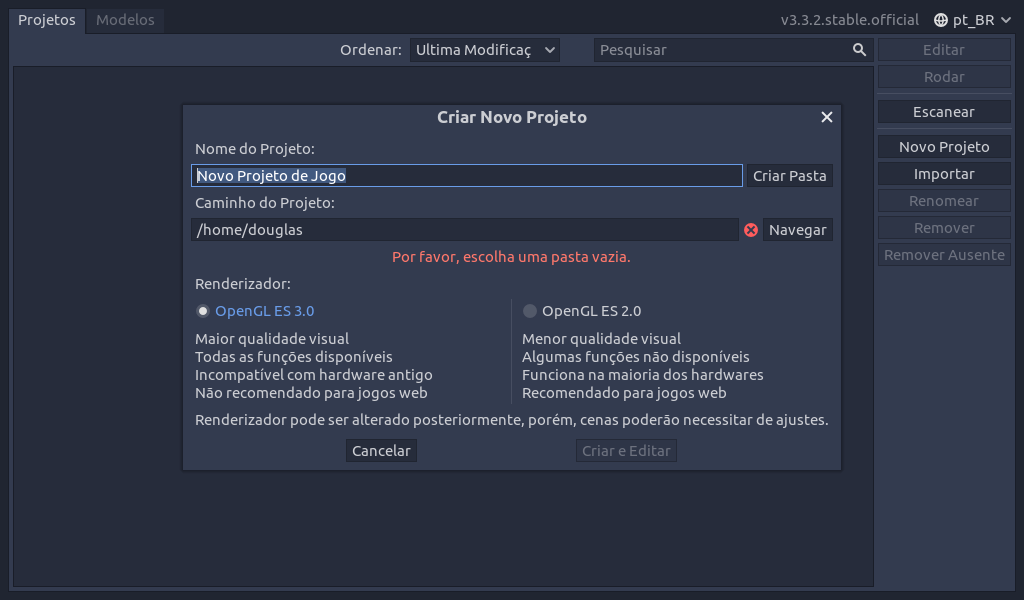 Projetos Modelos v3.3.2.stable.official pt_BR
Ordenar: Ultima Modificaç Pesquisar Editar
Rodar
Escanear
Novo Projeto
Importar
Renomear
Remover
Remover Ausente
Criar Novo Projeto
Nome do Projeto:
Novo Projeto de Jogo Criar Pasta
Caminho do Projeto:
/home/douglas Navegar
Por favor, escolha uma pasta vazia.
Renderizador:
OpenGL ES 3.0
Maior qualidade visual
Todas as funções disponíveis
Incompatível com hardware antigo
Não recomendado para jogos web
OpenGL ES 2.0
Menor qualidade visual
Algumas funções não disponíveis
Funciona na maioria dos hardwares
Recomendado para jogos web
Renderizador pode ser alterado posteriormente, porém, cenas poderão necessitar de ajustes.
Cancelar Criar e Editar